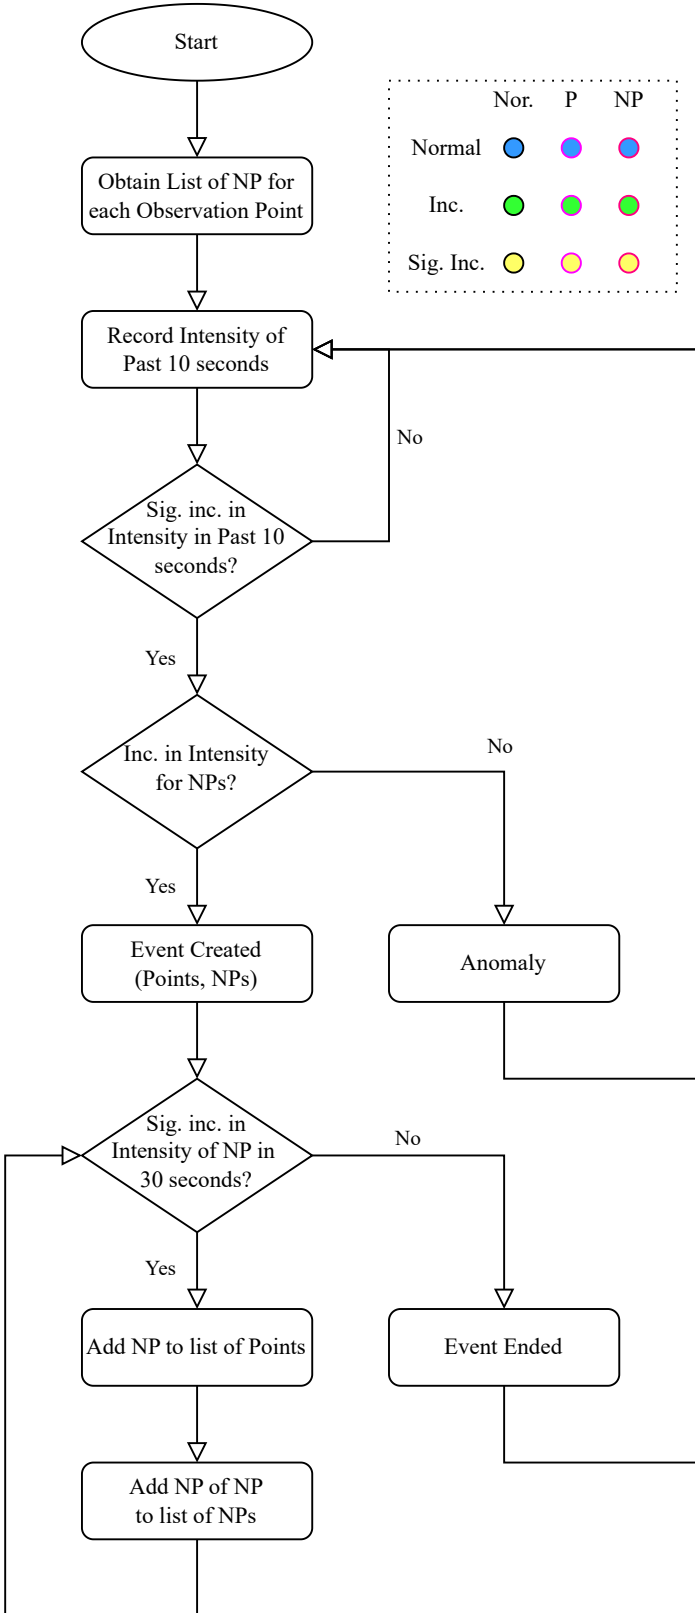 Start
Nor. P NP
Normal
Inc.
Sig. Inc.
Obtain List of NP for
each Observation Point
Record Intensity of
Past 10 seconds
No
Sig. inc. in
Intensity in Past 10
seconds?
Yes
Inc. in Intensity
for NPs?
No
Yes
Event Created
(Points, NPs)
Anomaly
Sig. inc. in
Intensity of NP in
30 seconds?
No
Yes
Add NP to list of Points
Event Ended
Add NP of NP
to list of NPs